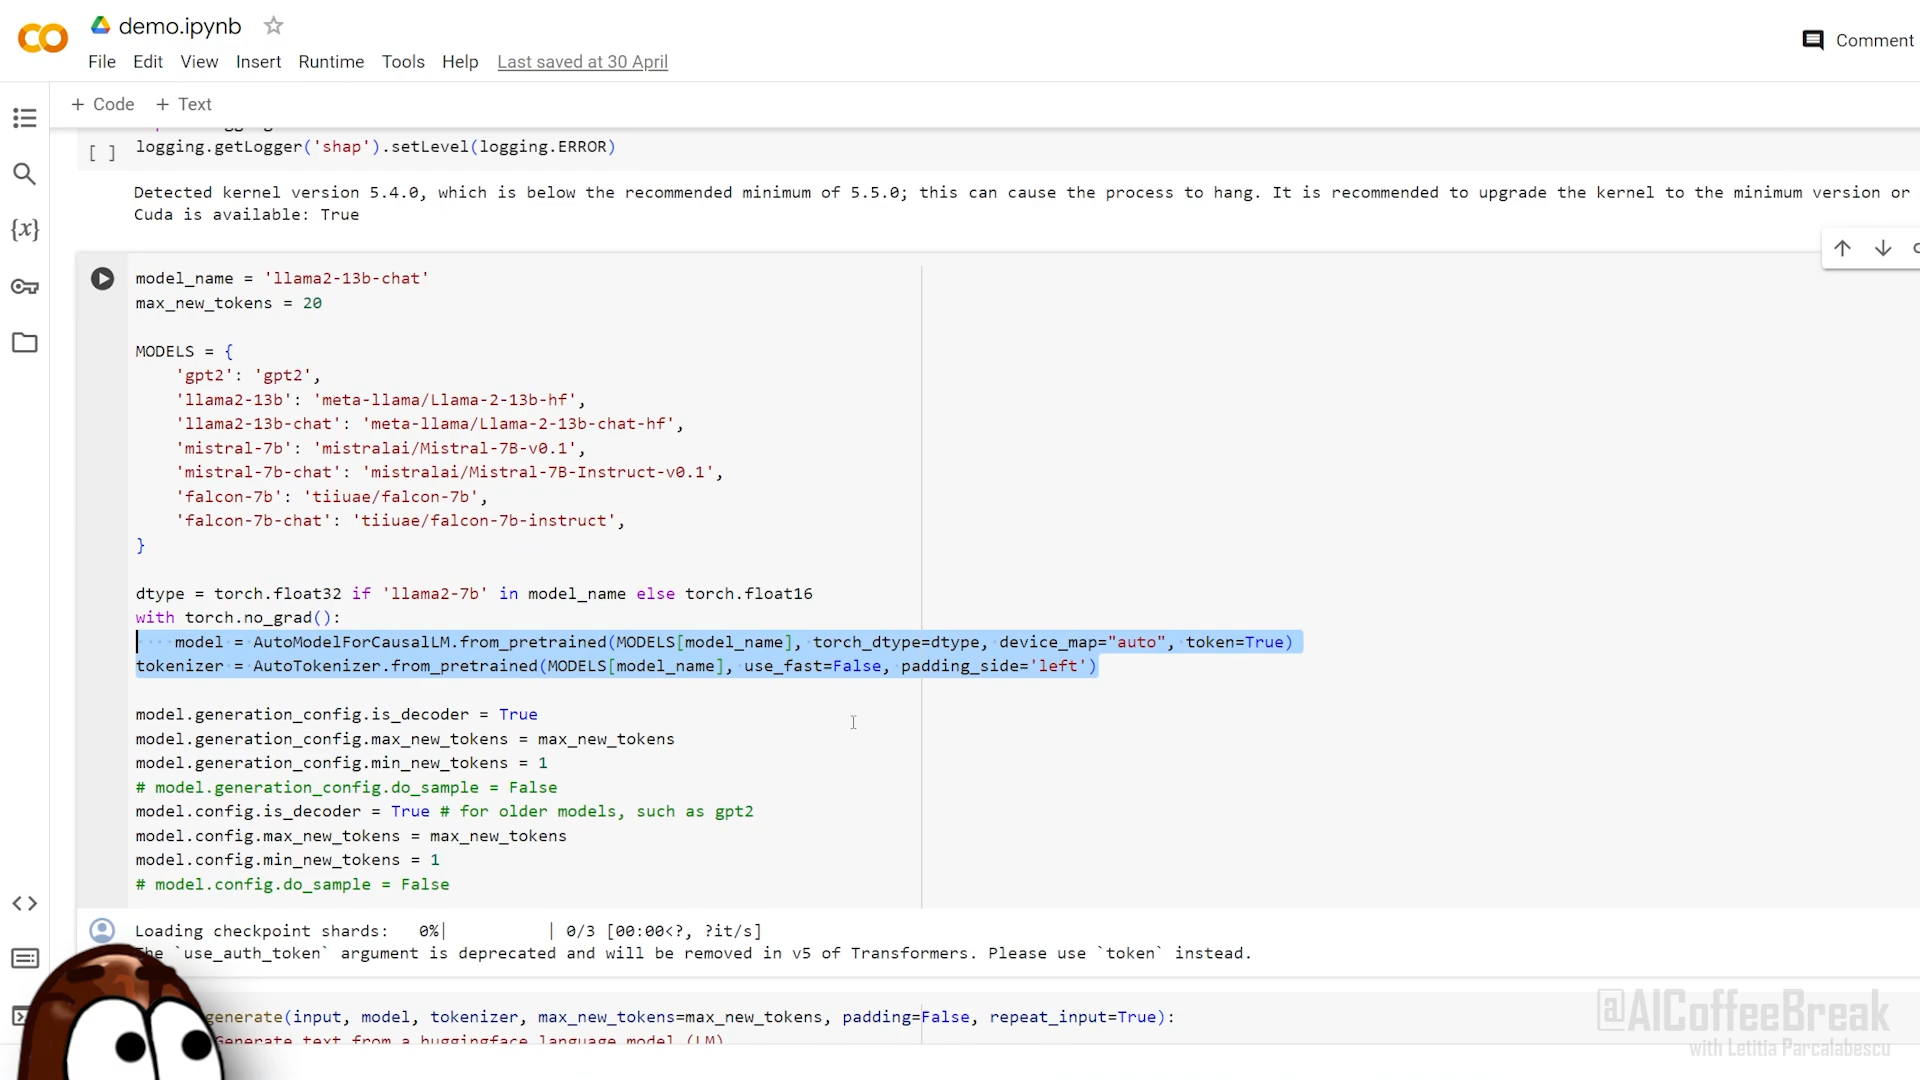 demo.ipynb
Comment
File Edit View Insert Runtime Tools Help Last saved at 30 April
+ Code + Text
[ ] logging.getLogger('shap').setLevel(logging.ERROR)
Detected kernel version 5.4.0, which is below the recommended minimum of 5.5.0; this can cause the process to hang. It is recommended to upgrade the kernel to the minimum version or
Cuda is available: True
model_name = 'llama2-13b-chat'
max_new_tokens = 20
MODELS = {
'gpt2': 'gpt2',
'llama2-13b': 'meta-llama/Llama-2-13b-hf',
'llama2-13b-chat': 'meta-llama/Llama-2-13b-chat-hf',
'mistral-7b': 'mistralai/Mistral-7B-v0.1',
'mistral-7b-chat': 'mistralai/Mistral-7B-Instruct-v0.1',
'falcon-7b': 'tiiuae/falcon-7b',
'falcon-7b-chat': 'tiiuae/falcon-7b-instruct',
}
dtype = torch.float32 if 'llama2-7b' in model_name else torch.float16
with torch.no_grad():
model = AutoModelForCausalLM.from_pretrained(MODELS[model_name], torch_dtype=dtype, device_map="auto", token=True)
tokenizer = AutoTokenizer.from_pretrained(MODELS[model_name], use_fast=False, padding_side='left')
model.generation_config.is_decoder = True
model.generation_config.max_new_tokens = max_new_tokens
model.generation_config.min_new_tokens = 1
# model.generation_config.do_sample = False
model.config.is_decoder = True # for older models, such as gpt2
model.config.max_new_tokens = max_new_tokens
model.config.min_new_tokens = 1
# model.config.do_sample = False
Loading checkpoint shards: 0%| | 0/3 [00:00<?, ?it/s]
`use_auth_token` argument is deprecated and will be removed in v5 of Transformers. Please use `token` instead.
generate(input, model, tokenizer, max_new_tokens=max_new_tokens, padding=False, repeat_input=True):
Generate text from a huggingface language model (LM)
@AICoffeeBreak
with Letitia Parcalabescu